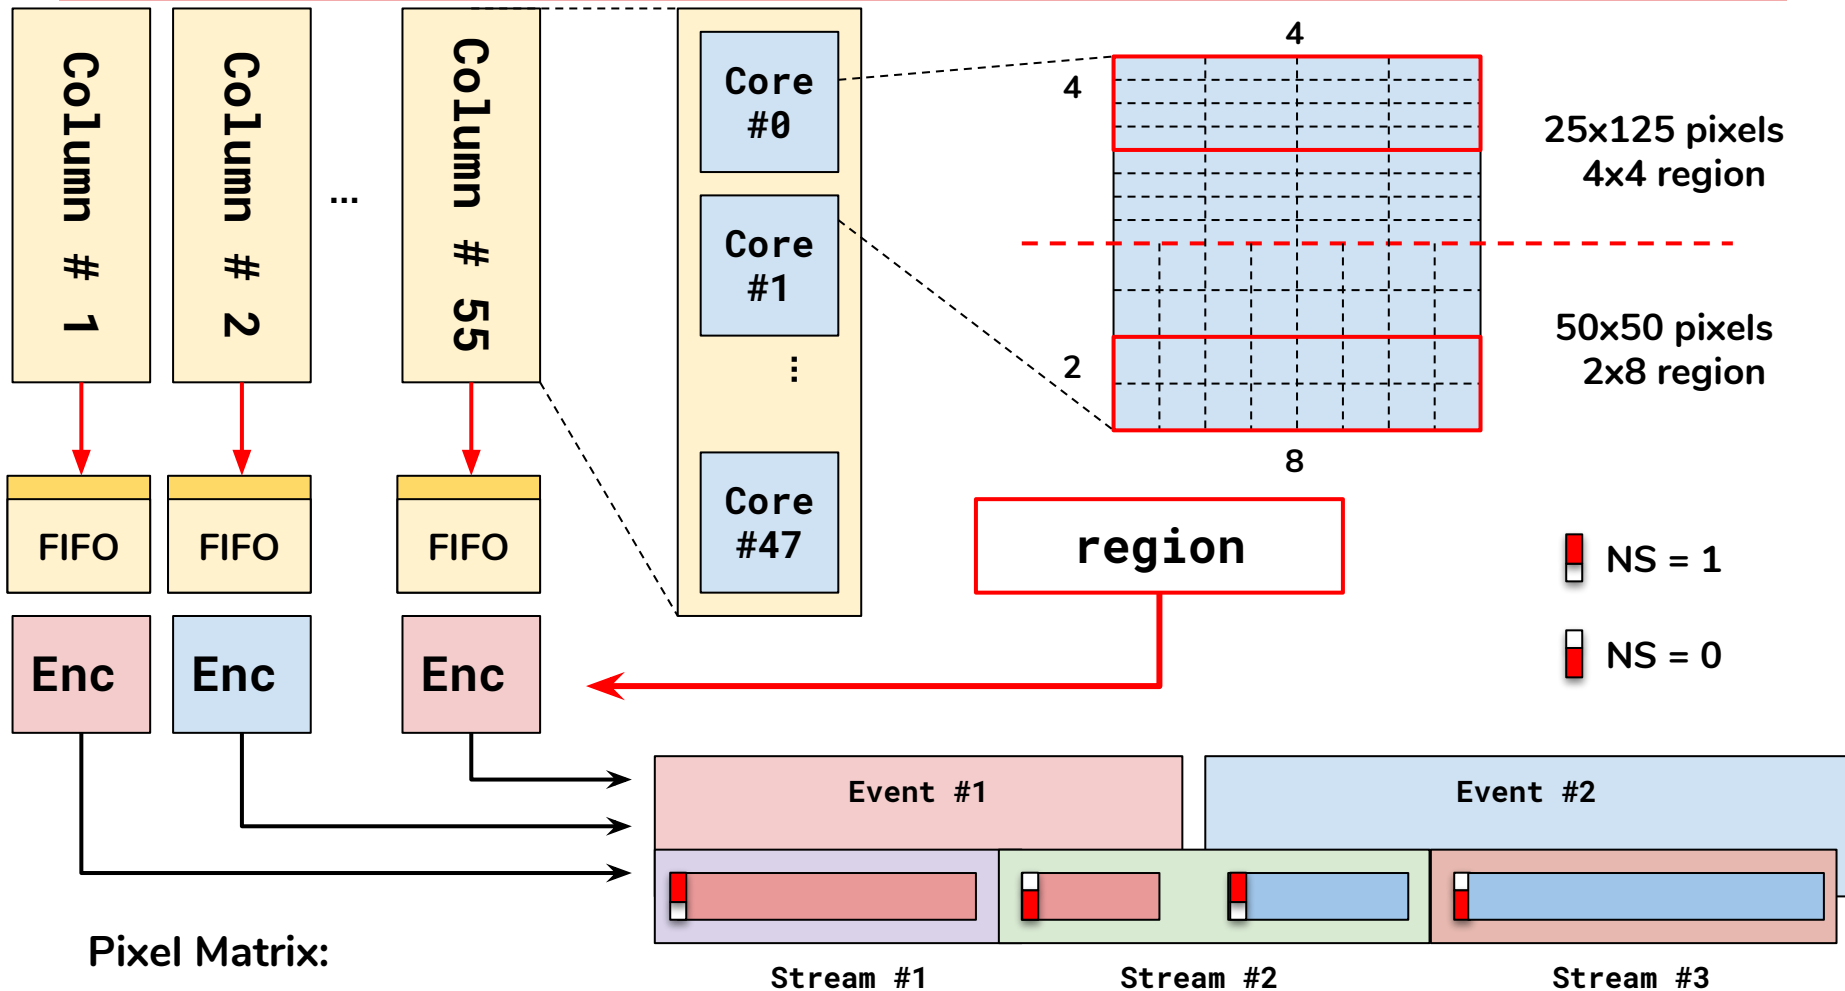 Column # 1
Column # 2
...
Column # 55
FIFO
FIFO
FIFO
Enc
Enc
Enc
Core
#0
Core
#1
...
Core
#47
4
4
25x125 pixels
4x4 region
50x50 pixels
2x8 region
2
8
region
NS = 1
NS = 0
Event #1
Event #2
Pixel Matrix:
Stream #1
Stream #2
Stream #3